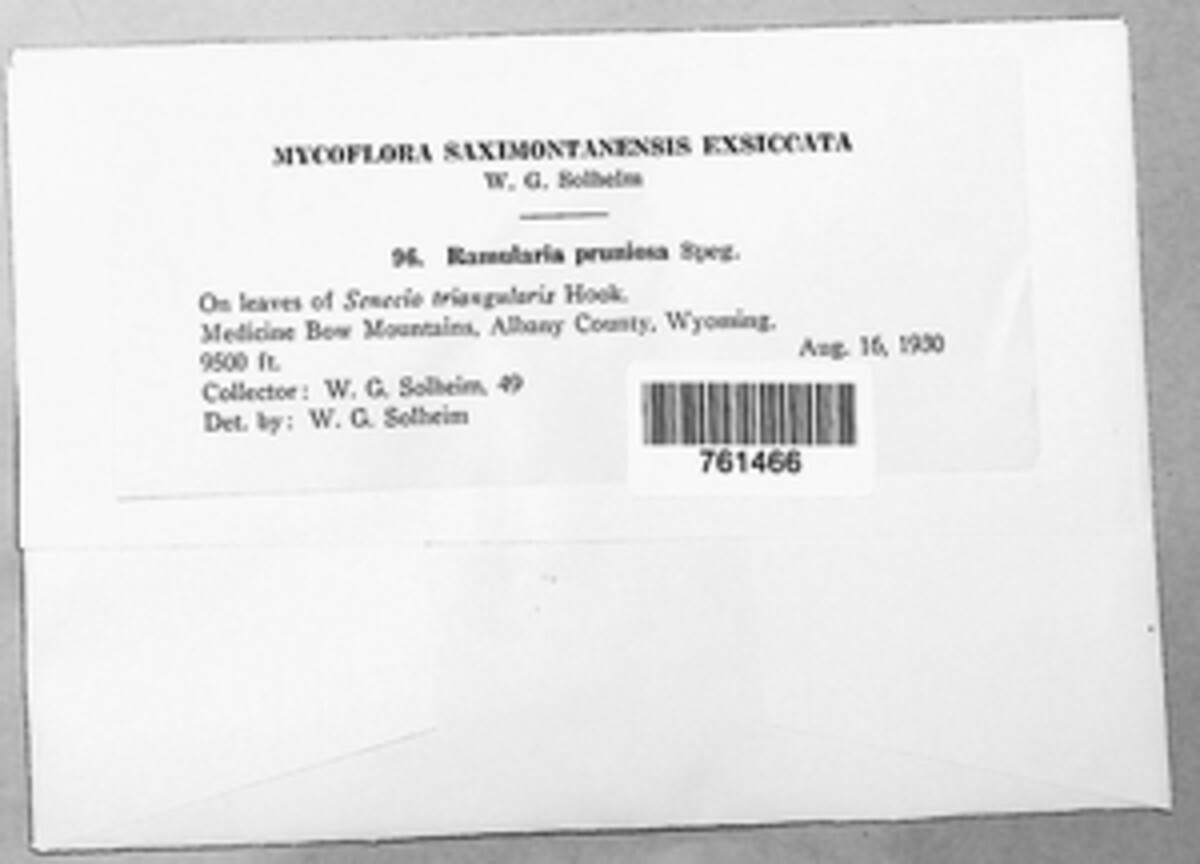 MYCOFLORA SAXIMONTANENSIS EXSICCATA
W. G. Solheim
96. Ramularia pruniosa Speg.
On leaves of Senecio triangularis Hook.
Medicine Bow Mountains, Albany County, Wyoming,
9500 ft.
Aug. 16, 1930
Collector: W. G. Solheim, 49
Det. by: W. G. Solheim
761466